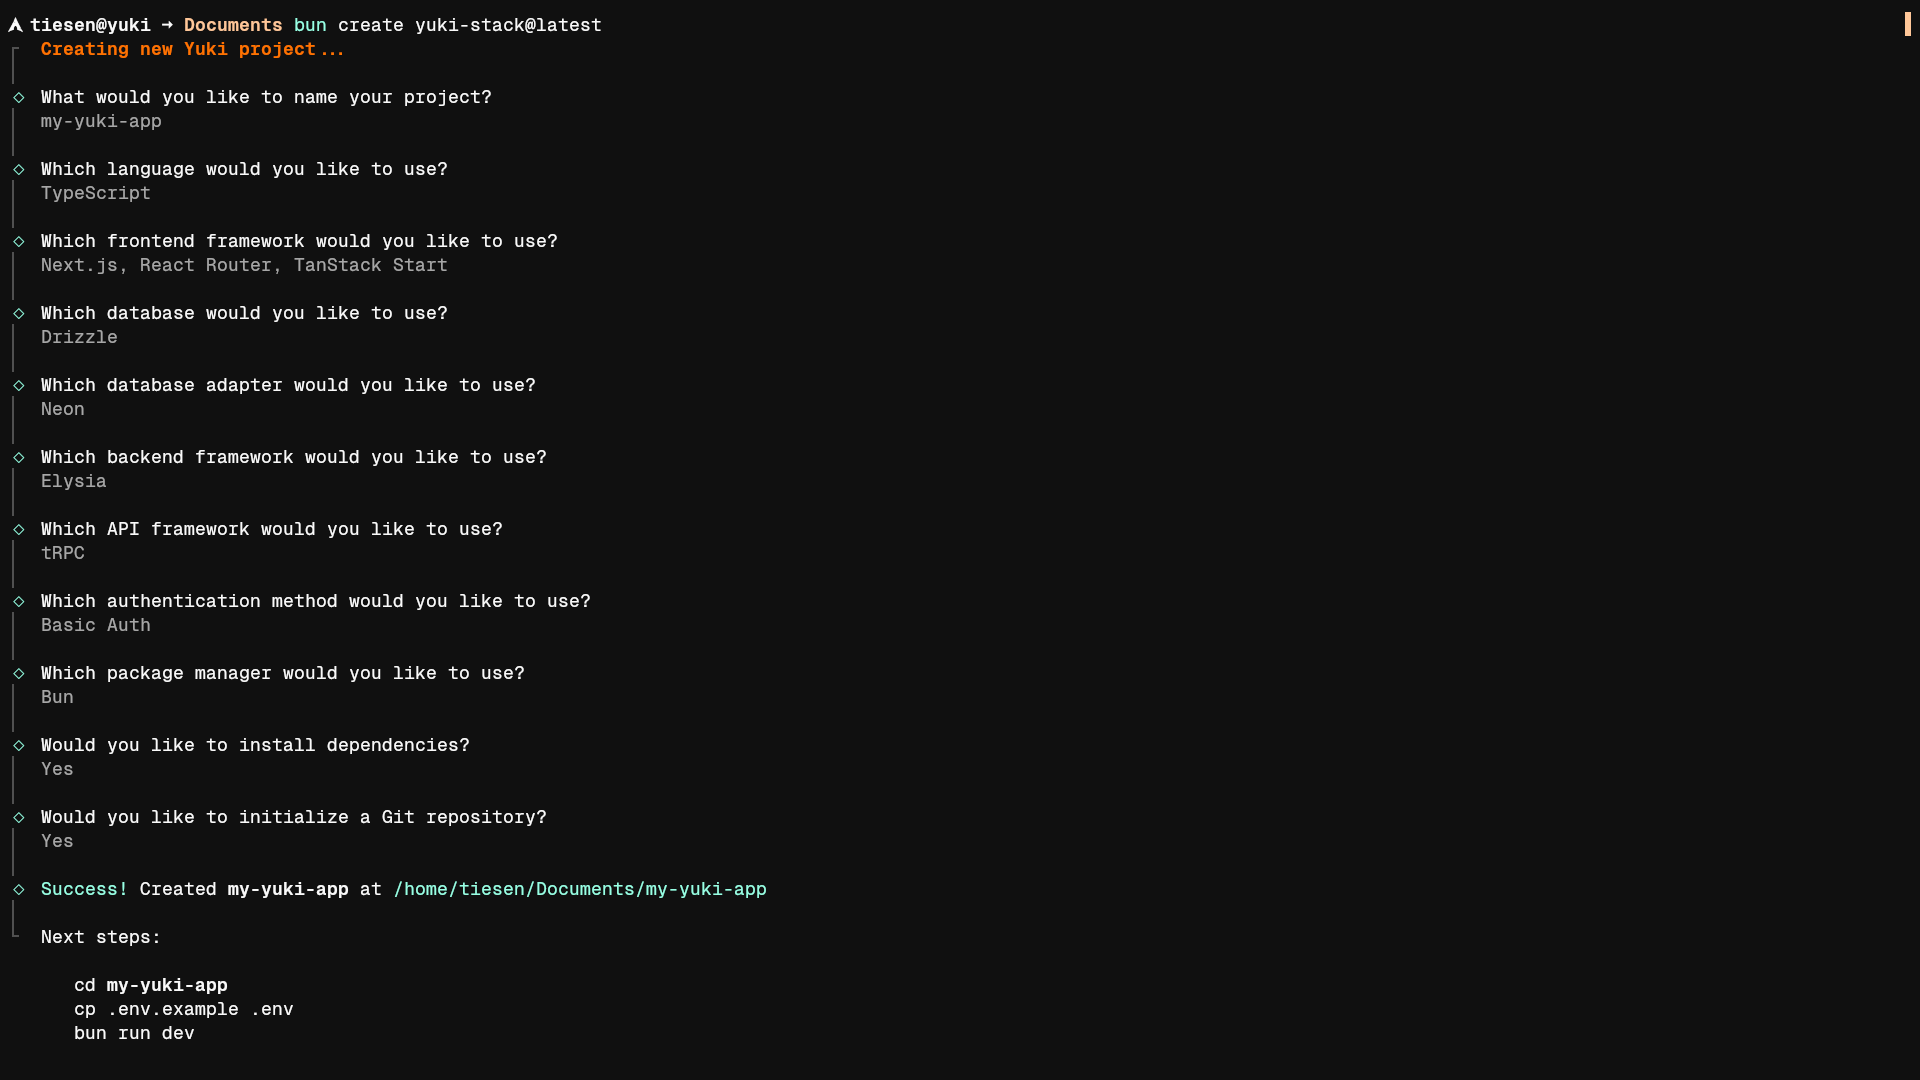 tiesen@yuki → Documents bun create yuki-stack@latest
Creating new Yuki project...
What would you like to name your project?
my-yuki-app
Which language would you like to use?
TypeScript
Which frontend framework would you like to use?
Next.js, React Router, TanStack Start
Which database would you like to use?
Drizzle
Which database adapter would you like to use?
Neon
Which backend framework would you like to use?
Elysia
Which API framework would you like to use?
tRPC
Which authentication method would you like to use?
Basic Auth
Which package manager would you like to use?
Bun
Would you like to install dependencies?
Yes
Would you like to initialize a Git repository?
Yes
Success! Created my-yuki-app at /home/tiesen/Documents/my-yuki-app
Next steps:
cd my-yuki-app
cp .env.example .env
bun run dev